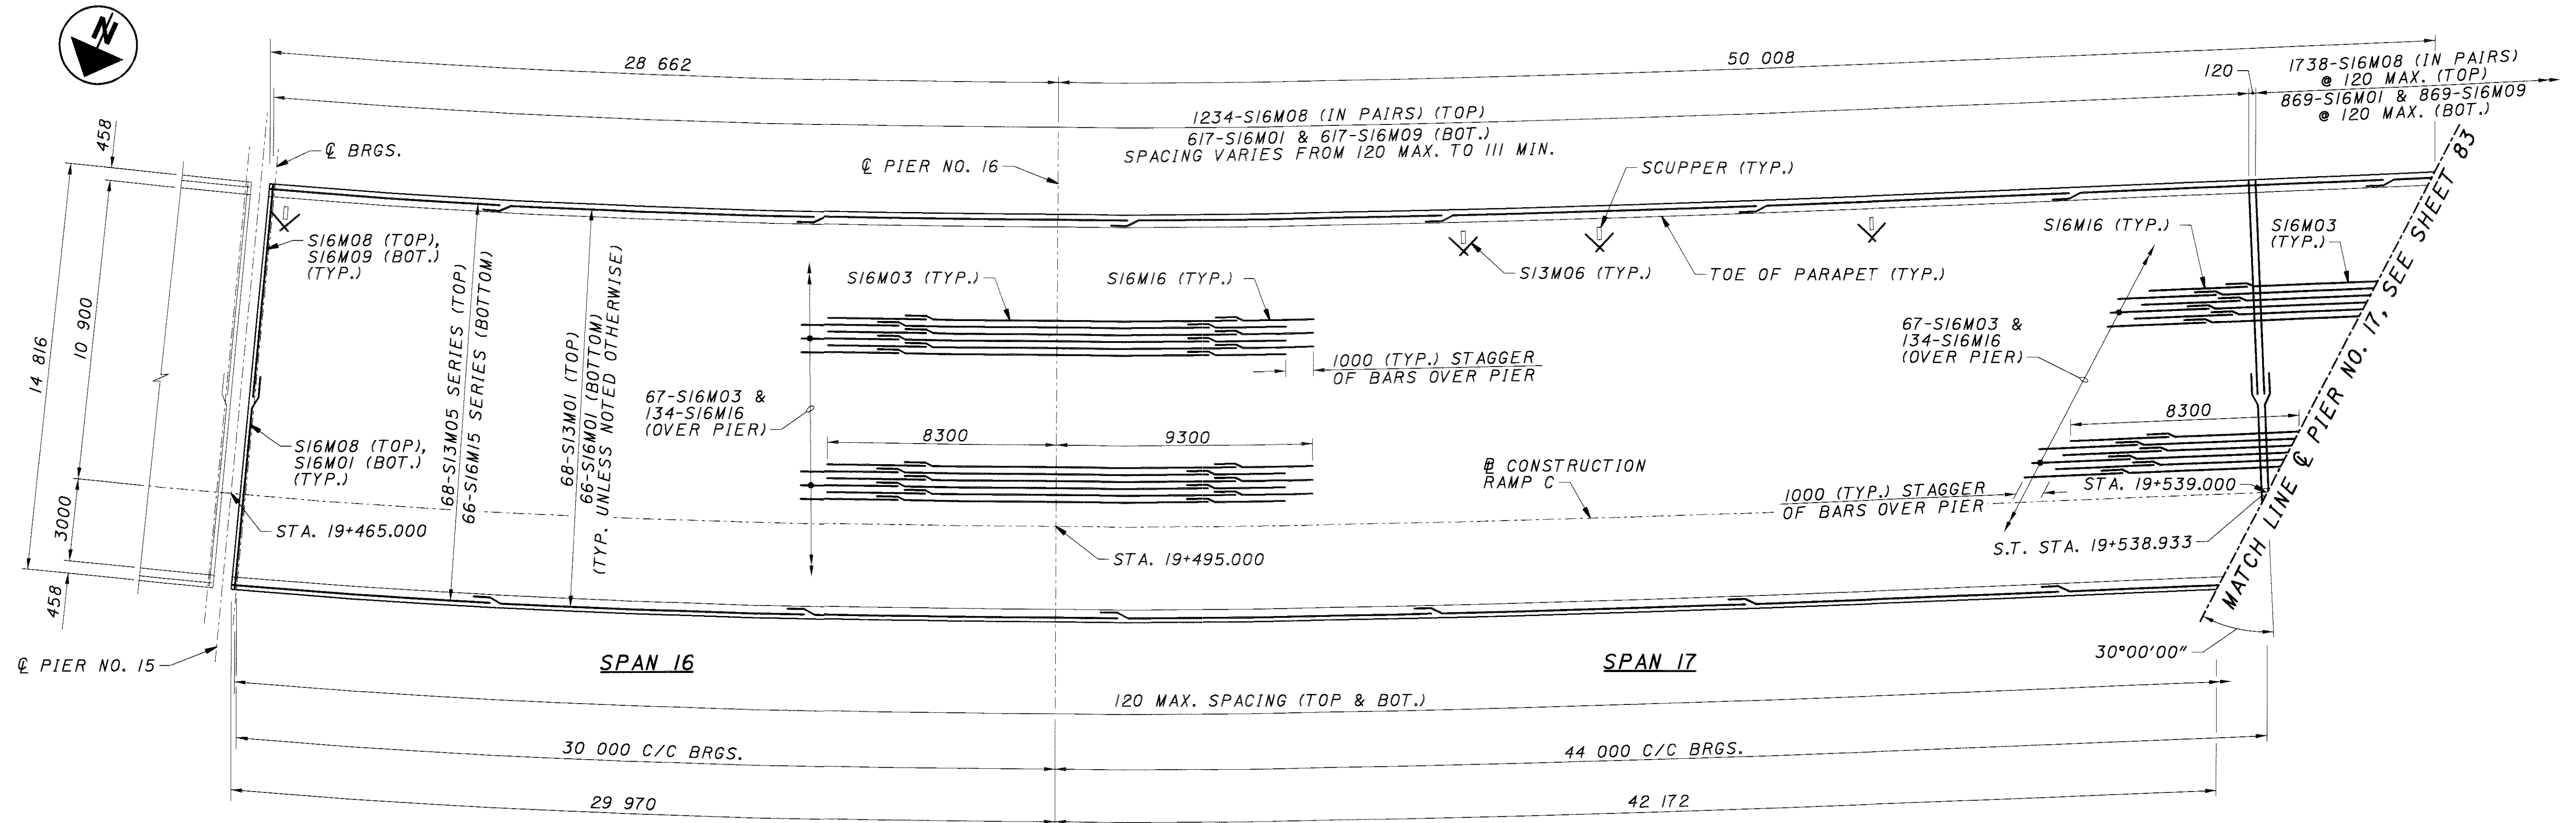 N
28 662
50 008
120
1738-S16M08 (IN PAIRS)
@ 120 MAX. (TOP)
869-S16M01 & 869-S16M09
@ 120 MAX. (BOT.)
1234-S16M08 (IN PAIRS) (TOP)
617-S16M01 & 617-S16M09 (BOT.)
SPACING VARIES FROM 120 MAX. TO 111 MIN.
458
℄ BRGS.
℄ PIER NO. 16
SCUPPER (TYP.)
14 816
10 900
3000
458
S16M08 (TOP),
S16M09 (BOT.)
(TYP.)
S16M08 (TOP),
S16M01 (BOT.)
(TYP.)
68-S13M05 SERIES (TOP)
66-S16M15 SERIES (BOTTOM)
68-S13M01 (TOP)
66-S16M01 (BOTTOM)
(TYP. UNLESS NOTED OTHERWISE)
S16M03 (TYP.)
S16M16 (TYP.)
S13M06 (TYP.)
TOE OF PARAPET (TYP.)
S16M16 (TYP.)
S16M03
(TYP.)
67-S16M03 &
134-S16M16
(OVER PIER)
1000 (TYP.) STAGGER
OF BARS OVER PIER
67-S16M03 &
134-S16M16
(OVER PIER)
8300
9300
8300
℄ CONSTRUCTION
RAMP C
1000 (TYP.) STAGGER
OF BARS OVER PIER
STA. 19+539.000
STA. 19+465.000
STA. 19+495.000
S.T. STA. 19+538.933
MATCH LINE ℄ PIER NO. 17, SEE SHEET 83
℄ PIER NO. 15
SPAN 16
SPAN 17
30°00'00"
120 MAX. SPACING (TOP & BOT.)
30 000 C/C BRGS.
44 000 C/C BRGS.
29 970
42 172